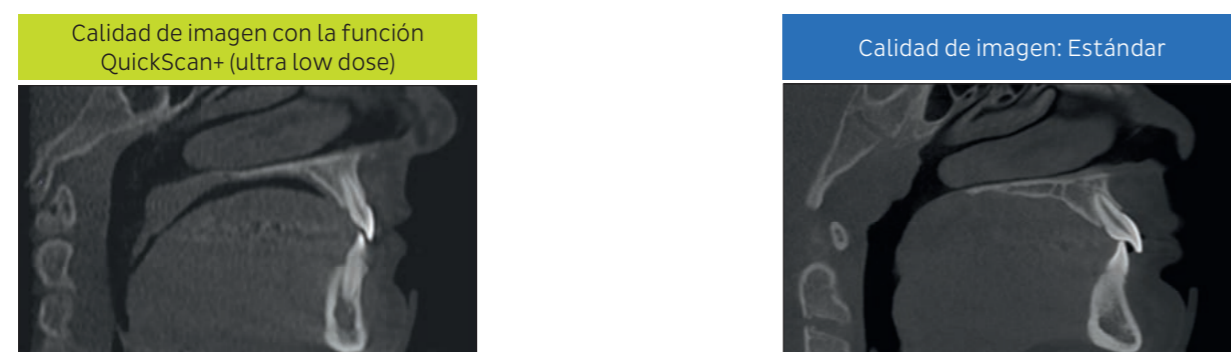 Calidad de imagen con la función
QuickScan+ (ultra low dose)
Calidad de imagen: Estándar